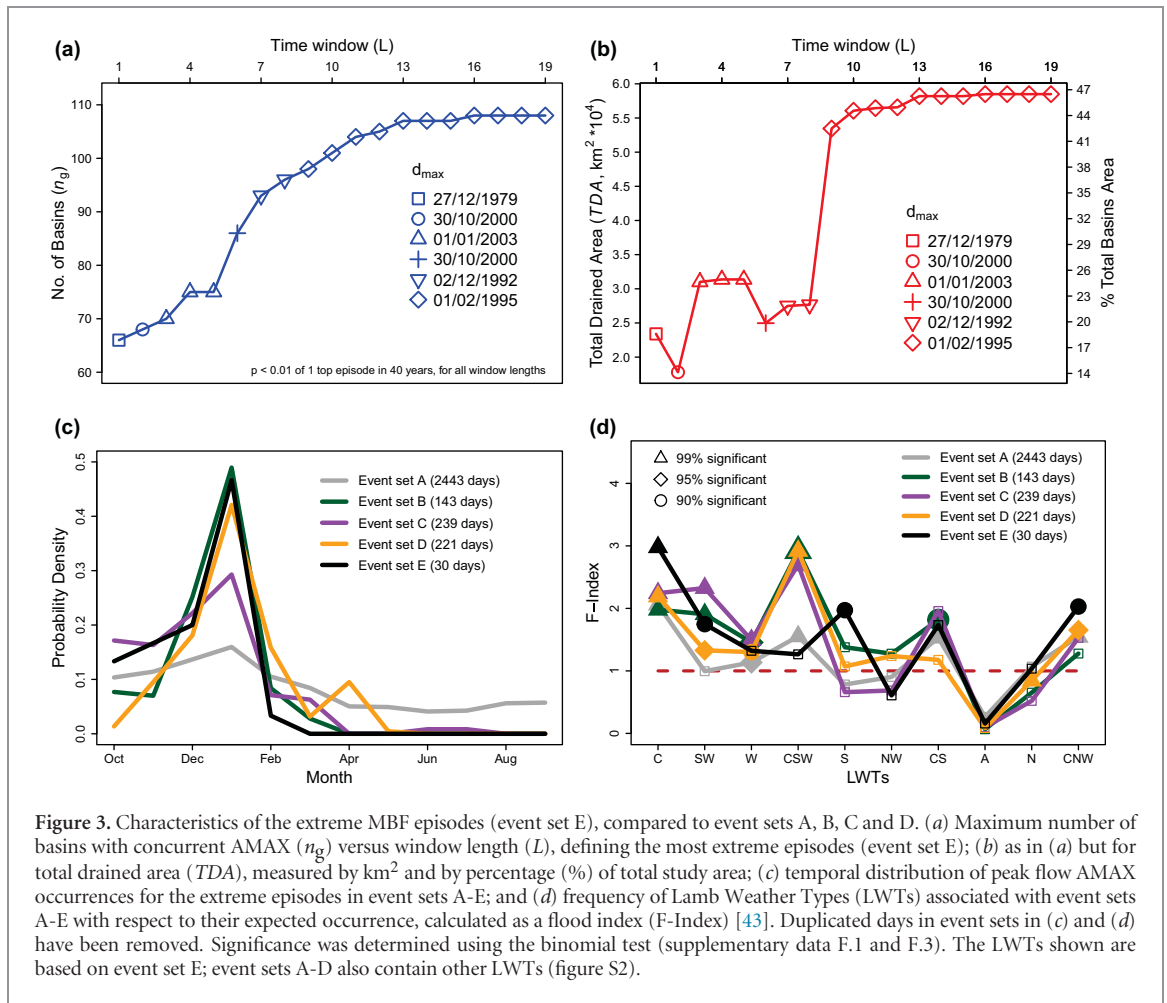 (a)
Time window (L)
1 4 7 10 13 16 19
110
100
90
80
70
60
No. of Basins (ng)
dmax
27/12/1979
30/10/2000
01/01/2003
30/10/2000
02/12/1992
01/02/1995
p < 0.01 of 1 top episode in 40 years, for all window lengths
(b)
Time window (L)
1 4 7 10 13 16 19
6.0
5.5
5.0
4.5
4.0
3.5
3.0
2.5
2.0
Total Drained Area (TDA, km² *10⁴)
47
44
41
38
35
32
29
26
23
20
17
14
% Total Basins Area
dmax
27/12/1979
30/10/2000
01/01/2003
30/10/2000
02/12/1992
01/02/1995
(c)
0.5
0.4
0.3
0.2
0.1
0.0
Probability Density
Event set A (2443 days)
Event set B (143 days)
Event set C (239 days)
Event set D (221 days)
Event set E (30 days)
Oct Dec Feb Apr Jun Aug
Month
(d)
4
3
2
1
0
F−Index
99% significant
95% significant
90% significant
Event set A (2443 days)
Event set B (143 days)
Event set C (239 days)
Event set D (221 days)
Event set E (30 days)
C SW W CSW S NW CS A N CNW
LWTs
Figure 3. Characteristics of the extreme MBF episodes (event set E), compared to event sets A, B, C and D. (a) Maximum number of
basins with concurrent AMAX (ng) versus window length (L), defining the most extreme episodes (event set E); (b) as in (a) but for
total drained area (TDA), measured by km² and by percentage (%) of total study area; (c) temporal distribution of peak flow AMAX
occurrences for the extreme episodes in event sets A-E; and (d) frequency of Lamb Weather Types (LWTs) associated with event sets
A-E with respect to their expected occurrence, calculated as a flood index (F-Index) [43]. Duplicated days in event sets in (c) and (d)
have been removed. Significance was determined using the binomial test (supplementary data F.1 and F.3). The LWTs shown are
based on event set E; event sets A-D also contain other LWTs (figure S2).